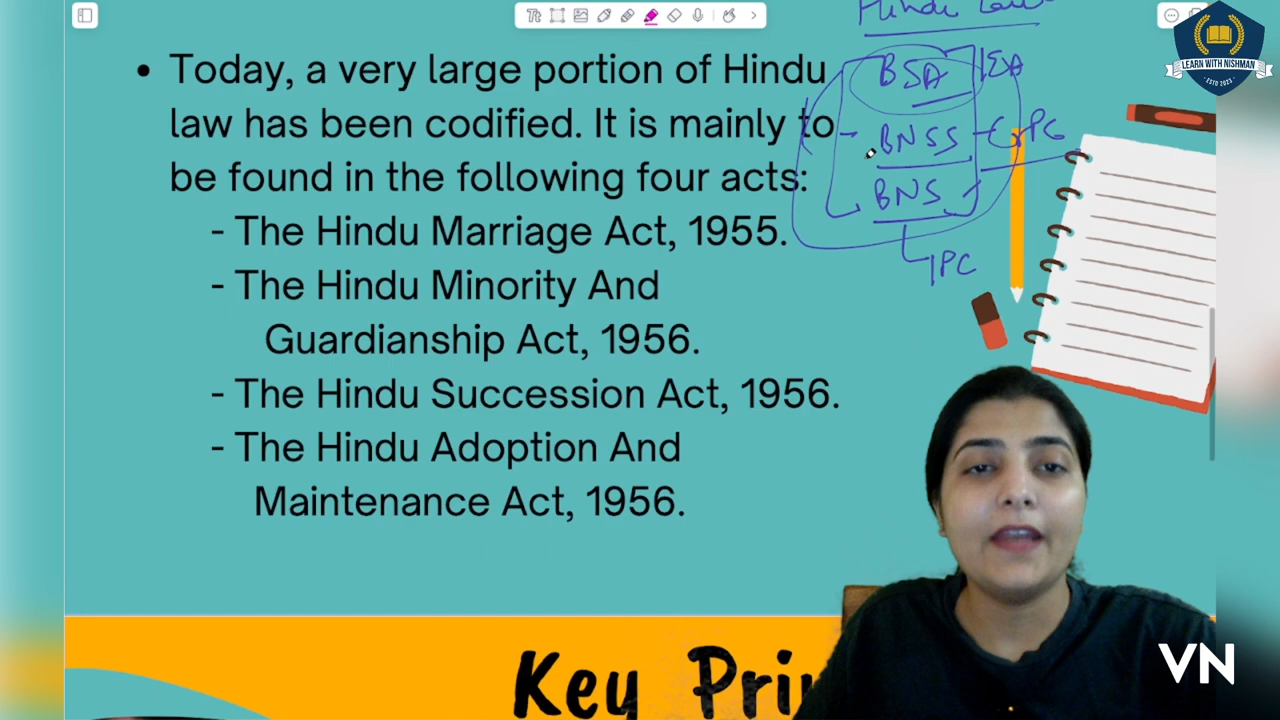 Hindu Law
LEARN WITH NISHMAN
ESTD 2023
• Today, a very large portion of Hindu
law has been codified. It is mainly to
be found in the following four acts:
- The Hindu Marriage Act, 1955.
- The Hindu Minority And
Guardianship Act, 1956.
- The Hindu Succession Act, 1956.
- The Hindu Adoption And
Maintenance Act, 1956.
BSA IEA
BNSS - CrPC
BNS
IPC
Key Prin
VN